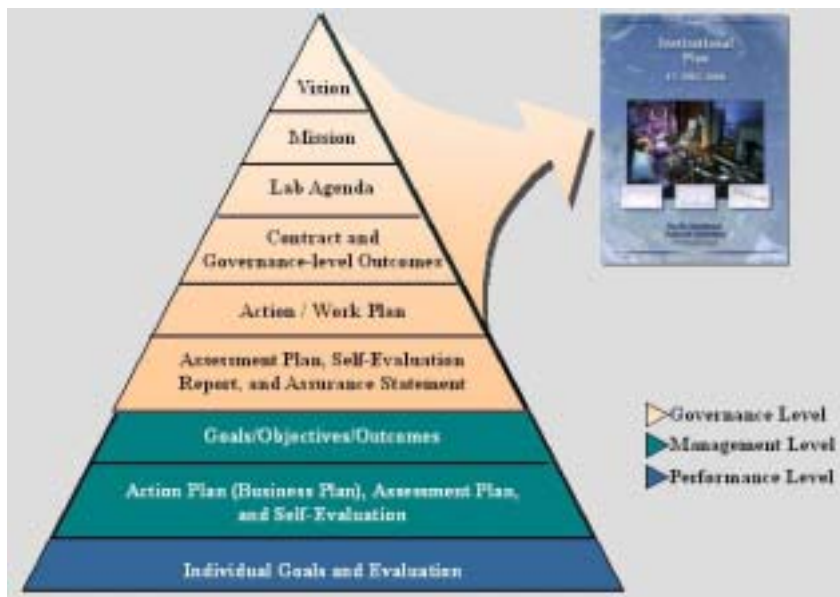 Institutional
Plan
Vision
Mission
Lab Agenda
Contract and
Governance-level Outcomes
Action / Work Plan
Assessment Plan, Self-Evaluation
Report, and Assurance Statement
Goals/Objectives/Outcomes
Action Plan (Business Plan), Assessment Plan,
and Self-Evaluation
Individual Goals and Evaluation
Governance Level
Management Level
Performance Level